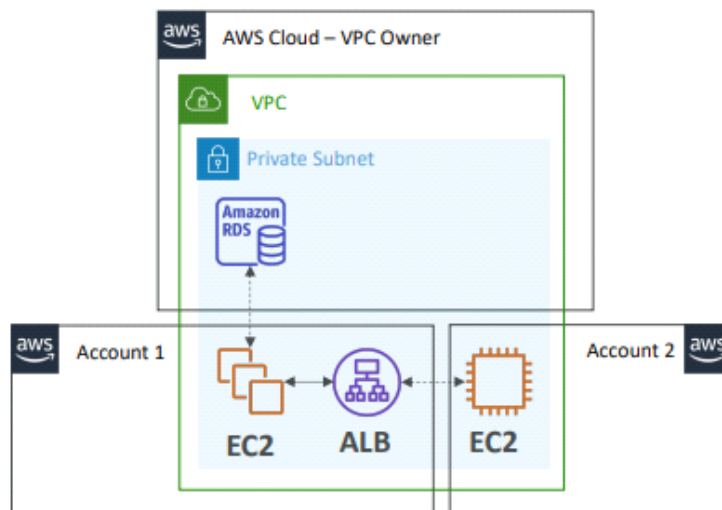 aws
AWS Cloud – VPC Owner
VPC
Private Subnet
Amazon
RDS
aws
Account 1
Account 2
aws
EC2
ALB
EC2